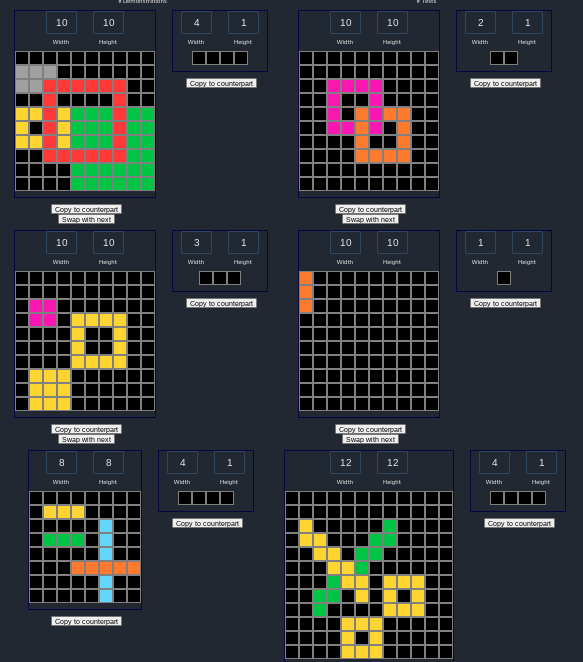 # Demonstrations # Tests
10 10 4 1 10 10 2 1
Width Height Width Height Width Height Width Height
Copy to counterpart Copy to counterpart
Copy to counterpart Copy to counterpart
Swap with next Swap with next
10 10 3 1 10 10 1 1
Width Height Width Height Width Height Width Height
Copy to counterpart Copy to counterpart
Copy to counterpart Copy to counterpart
Swap with next Swap with next
8 8 4 1 12 12 4 1
Width Height Width Height Width Height Width Height
Copy to counterpart Copy to counterpart
Copy to counterpart